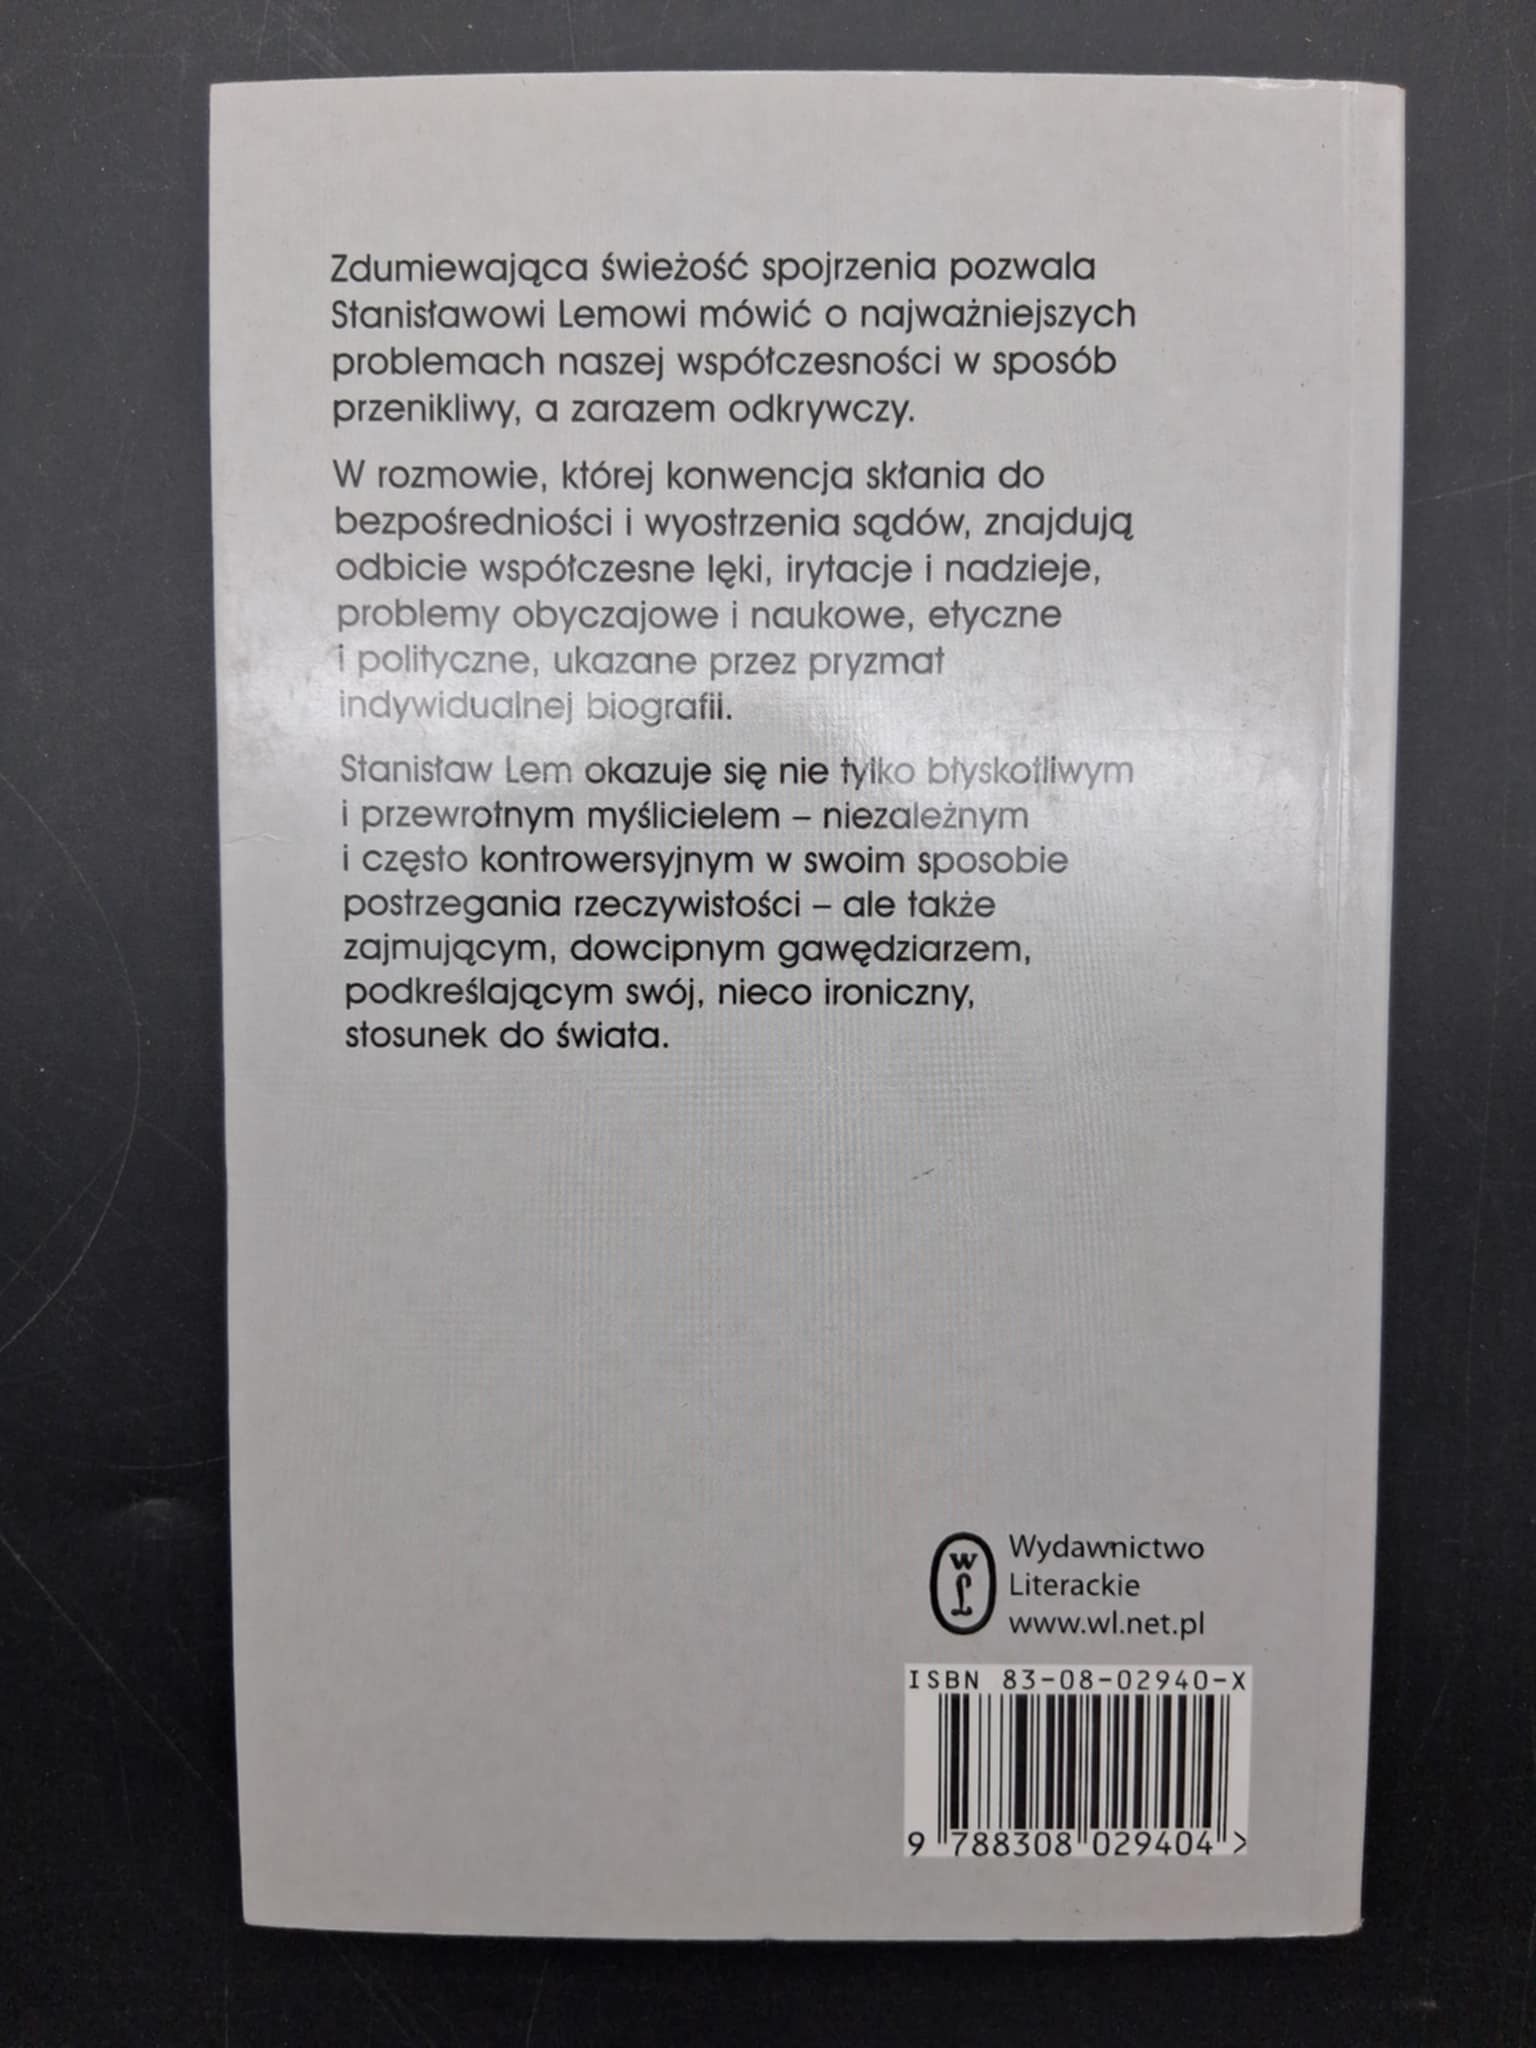 Zdumiewająca świeżość spojrzenia pozwala
Stanisławowi Lemowi mówić o najważniejszych
problemach naszej współczesności w sposób
przenikliwy, a zarazem odkrywczy.
W rozmowie, której konwencja skłania do
bezpośredniości i wyostrzenia sądów, znajdują
odbicie współczesne lęki, irytacje i nadzieje,
problemy obyczajowe i naukowe, etyczne
i polityczne, ukazane przez pryzmat
indywidualnej biografii.
Stanisław Lem okazuje się nie tylko błyskotliwym
i przewrotnym myślicielem – niezależnym
i często kontrowersyjnym w swoim sposobie
postrzegania rzeczywistości – ale także
zajmującym, dowcipnym gawędziarzem,
podkreślającym swój, nieco ironiczny,
stosunek do świata.
WL
Wydawnictwo
Literackie
www.wl.net.pl
ISBN 83-08-02940-X
9 788308 029404 >